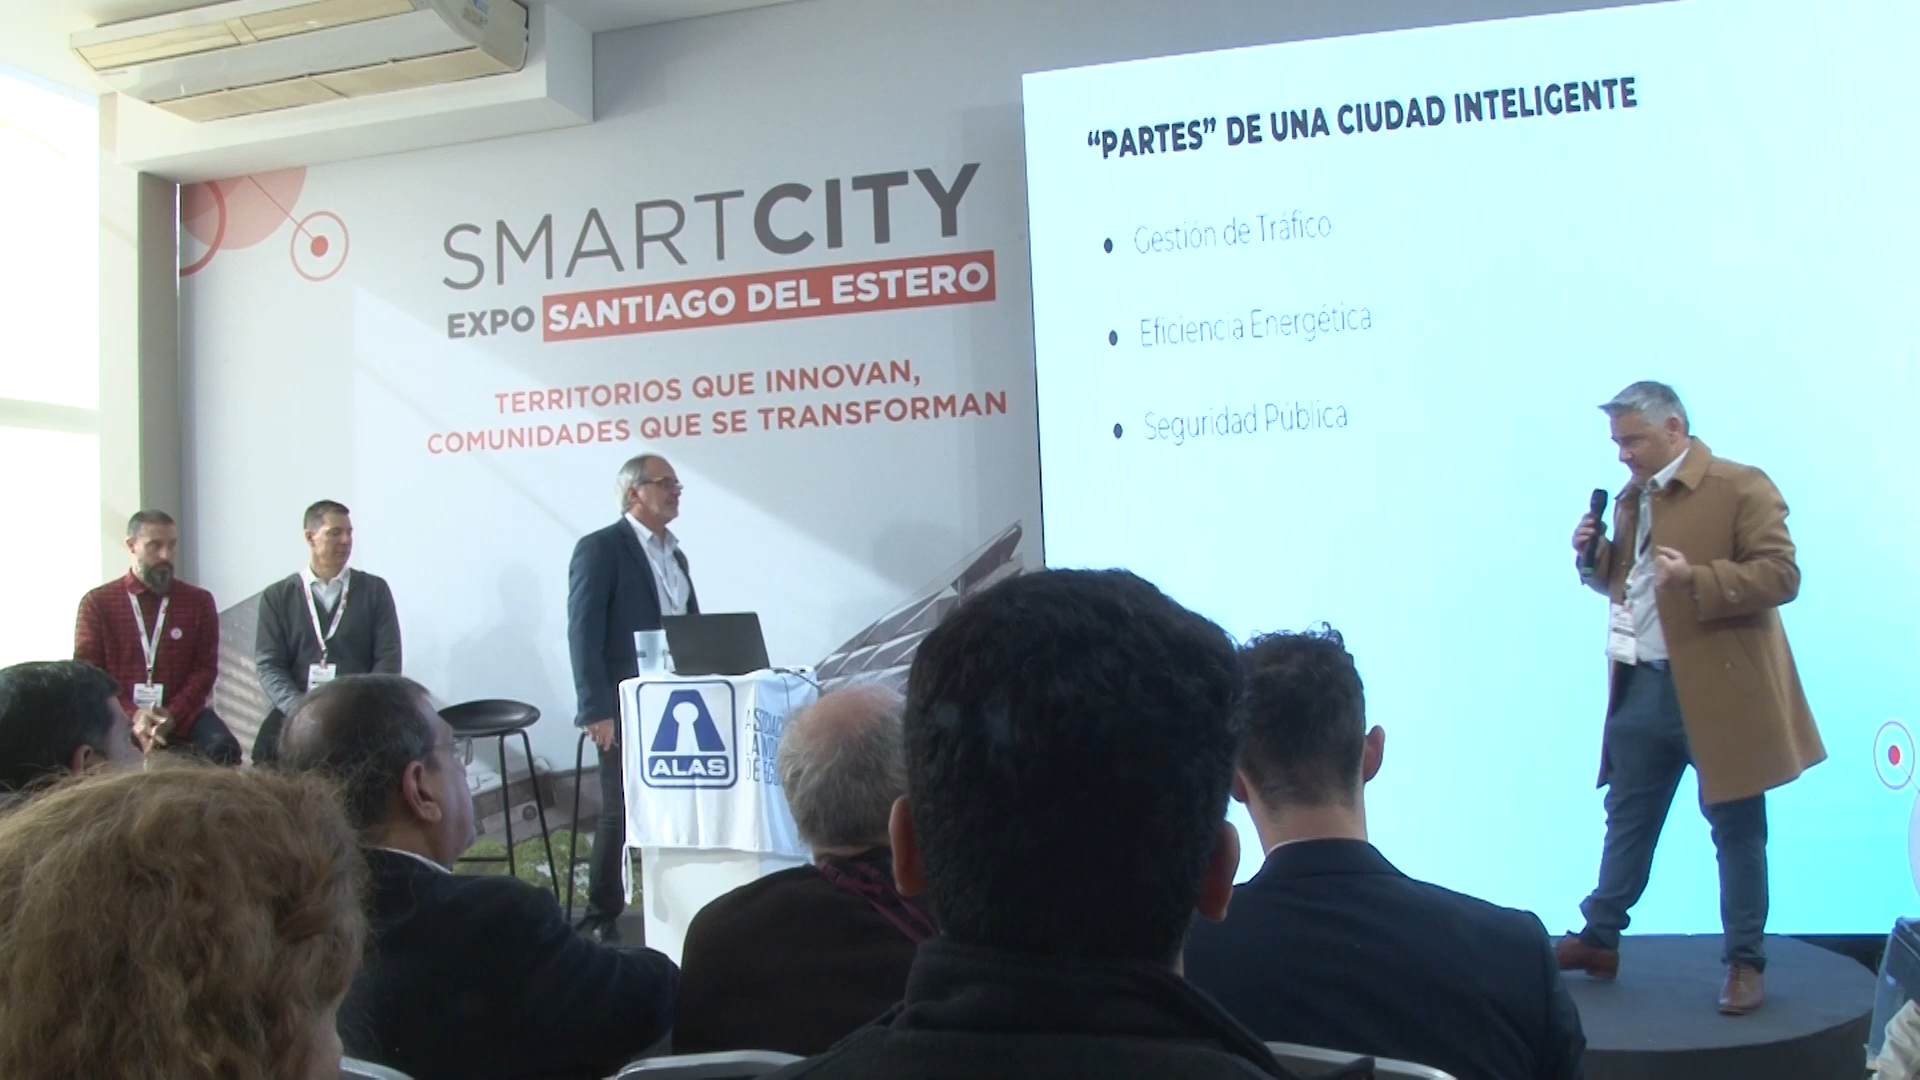 SMARTCITY
EXPO SANTIAGO DEL ESTERO
TERRITORIOS QUE INNOVAN,
COMUNIDADES QUE SE TRANSFORMAN
“PARTES” DE UNA CIUDAD INTELIGENTE
• Gestión de Tráfico
• Eficiencia Energética
• Seguridad Pública
ALAS